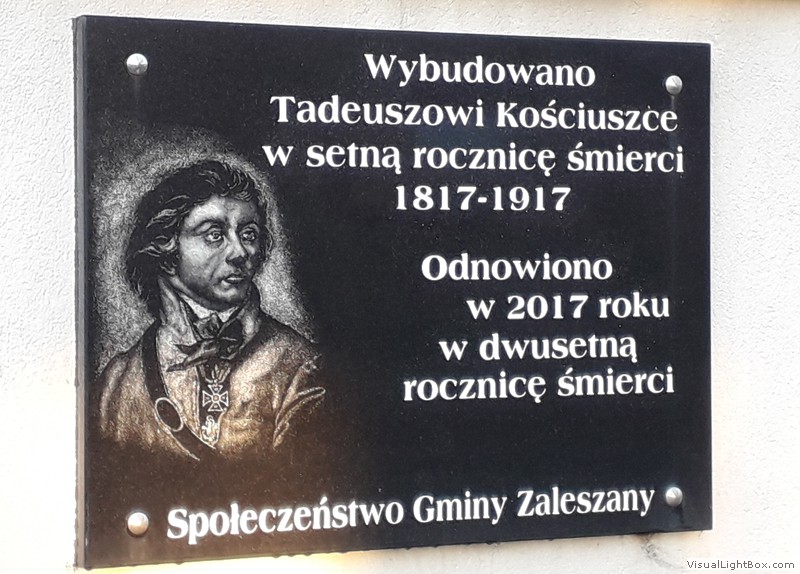 Wybudowano
Tadeuszowi Kościuszce
w setną rocznicę śmierci
1817-1917
Odnowiono
w 2017 roku
w dwusetną
rocznicę śmierci
Społeczeństwo Gminy Zaleszany
VisualLightBox.com